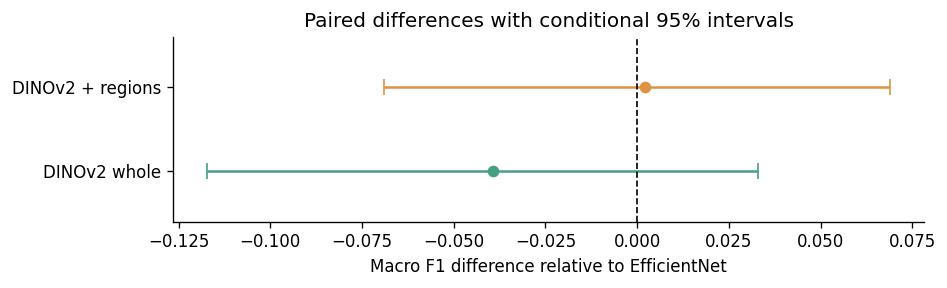 Paired differences with conditional 95% intervals
DINOv2 + regions
DINOv2 whole
−0.125 −0.100 −0.075 −0.050 −0.025 0.000 0.025 0.050 0.075
Macro F1 difference relative to EfficientNet